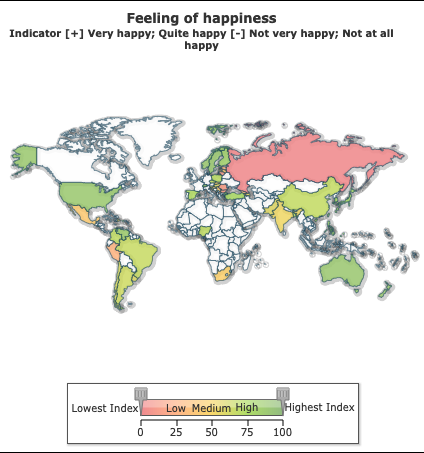 Feeling of happiness
Indicator [+] Very happy; Quite happy [-] Not very happy; Not at all
happy
Lowest Index Low Medium High Highest Index
0 25 50 75 100